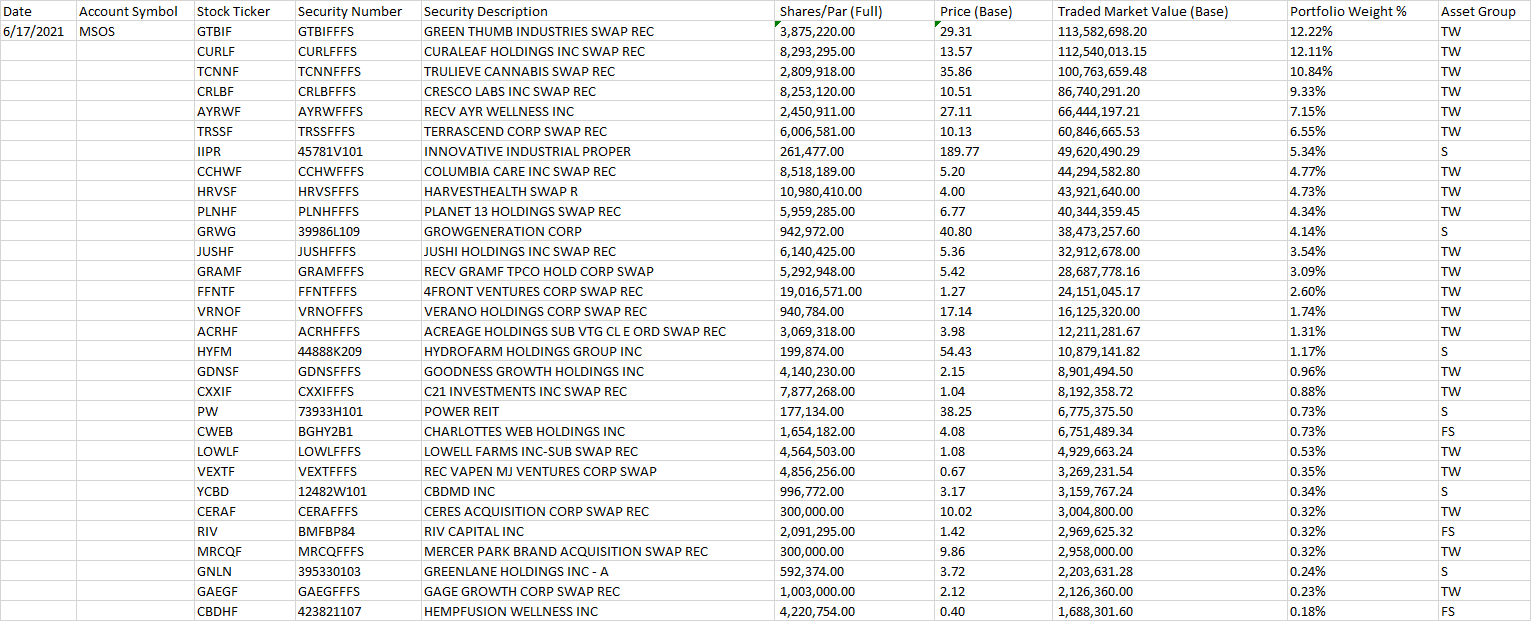 Date Account Symbol Stock Ticker Security Number Security Description Shares/Par (Full) Price (Base) Traded Market Value (Base) Portfolio Weight % Asset Group
6/17/2021 MSOS GTBIF GTBIFFFS GREEN THUMB INDUSTRIES SWAP REC 3,875,220.00 29.31 113,582,698.20 12.22% TW
CURLF CURLFFFS CURALEAF HOLDINGS INC SWAP REC 8,293,295.00 13.57 112,540,013.15 12.11% TW
TCNNF TCNNFFFS TRULIEVE CANNABIS SWAP REC 2,809,918.00 35.86 100,763,659.48 10.84% TW
CRLBF CRLBFFFS CRESCO LABS INC SWAP REC 8,253,120.00 10.51 86,740,291.20 9.33% TW
AYRWF AYRWFFFS RECV AYR WELLNESS INC 2,450,911.00 27.11 66,444,197.21 7.15% TW
TRSSF TRSSFFFS TERRASCEND CORP SWAP REC 6,006,581.00 10.13 60,846,665.53 6.55% TW
IIPR 45781V101 INNOVATIVE INDUSTRIAL PROPER 261,477.00 189.77 49,620,490.29 5.34% S
CCHWF CCHWFFFS COLUMBIA CARE INC SWAP REC 8,518,189.00 5.20 44,294,582.80 4.77% TW
HRVSF HRVSFFFS HARVESTHEALTH SWAP R 10,980,410.00 4.00 43,921,640.00 4.73% TW
PLNHF PLNHFFFS PLANET 13 HOLDINGS SWAP REC 5,959,285.00 6.77 40,344,359.45 4.34% TW
GRWG 39986L109 GROWGENERATION CORP 942,972.00 40.80 38,473,257.60 4.14% S
JUSHF JUSHFFFS JUSHI HOLDINGS INC SWAP REC 6,140,425.00 5.36 32,912,678.00 3.54% TW
GRAMF GRAMFFFS RECV GRAMF TPCO HOLD CORP SWAP 5,292,948.00 5.42 28,687,778.16 3.09% TW
FFNTF FFNTFFFS 4FRONT VENTURES CORP SWAP REC 19,016,571.00 1.27 24,151,045.17 2.60% TW
VRNOF VRNOFFFS VERANO HOLDINGS CORP SWAP REC 940,784.00 17.14 16,125,320.00 1.74% TW
ACRHF ACRHFFFS ACREAGE HOLDINGS SUB VTG CL E ORD SWAP REC 3,069,318.00 3.98 12,211,281.67 1.31% TW
HYFM 44888K209 HYDROFARM HOLDINGS GROUP INC 199,874.00 54.43 10,879,141.82 1.17% S
GDNSF GDNSFFFS GOODNESS GROWTH HOLDINGS INC 4,140,230.00 2.15 8,901,494.50 0.96% TW
CXXIF CXXIFFFS C21 INVESTMENTS INC SWAP REC 7,877,268.00 1.04 8,192,358.72 0.88% TW
PW 73933H101 POWER REIT 177,134.00 38.25 6,775,375.50 0.73% S
CWEB BGHY2B1 CHARLOTTES WEB HOLDINGS INC 1,654,182.00 4.08 6,751,489.34 0.73% FS
LOWLF LOWLFFFS LOWELL FARMS INC-SUB SWAP REC 4,564,503.00 1.08 4,929,663.24 0.53% TW
VEXTF VEXTFFFS REC VAPEN MJ VENTURES CORP SWAP 4,856,256.00 0.67 3,269,231.54 0.35% TW
YCBD 12482W101 CBDMD INC 996,772.00 3.17 3,159,767.24 0.34% S
CERAF CERAFFFS CERES ACQUISITION CORP SWAP REC 300,000.00 10.02 3,004,800.00 0.32% TW
RIV BMFBP84 RIV CAPITAL INC 2,091,295.00 1.42 2,969,625.32 0.32% FS
MRCQF MRCQFFFS MERCER PARK BRAND ACQUISITION SWAP REC 300,000.00 9.86 2,958,000.00 0.32% TW
GNLN 395330103 GREENLANE HOLDINGS INC - A 592,374.00 3.72 2,203,631.28 0.24% S
GAEGF GAEGFFFS GAGE GROWTH CORP SWAP REC 1,003,000.00 2.12 2,126,360.00 0.23% TW
CBDHF 423821107 HEMPFUSION WELLNESS INC 4,220,754.00 0.40 1,688,301.60 0.18% FS